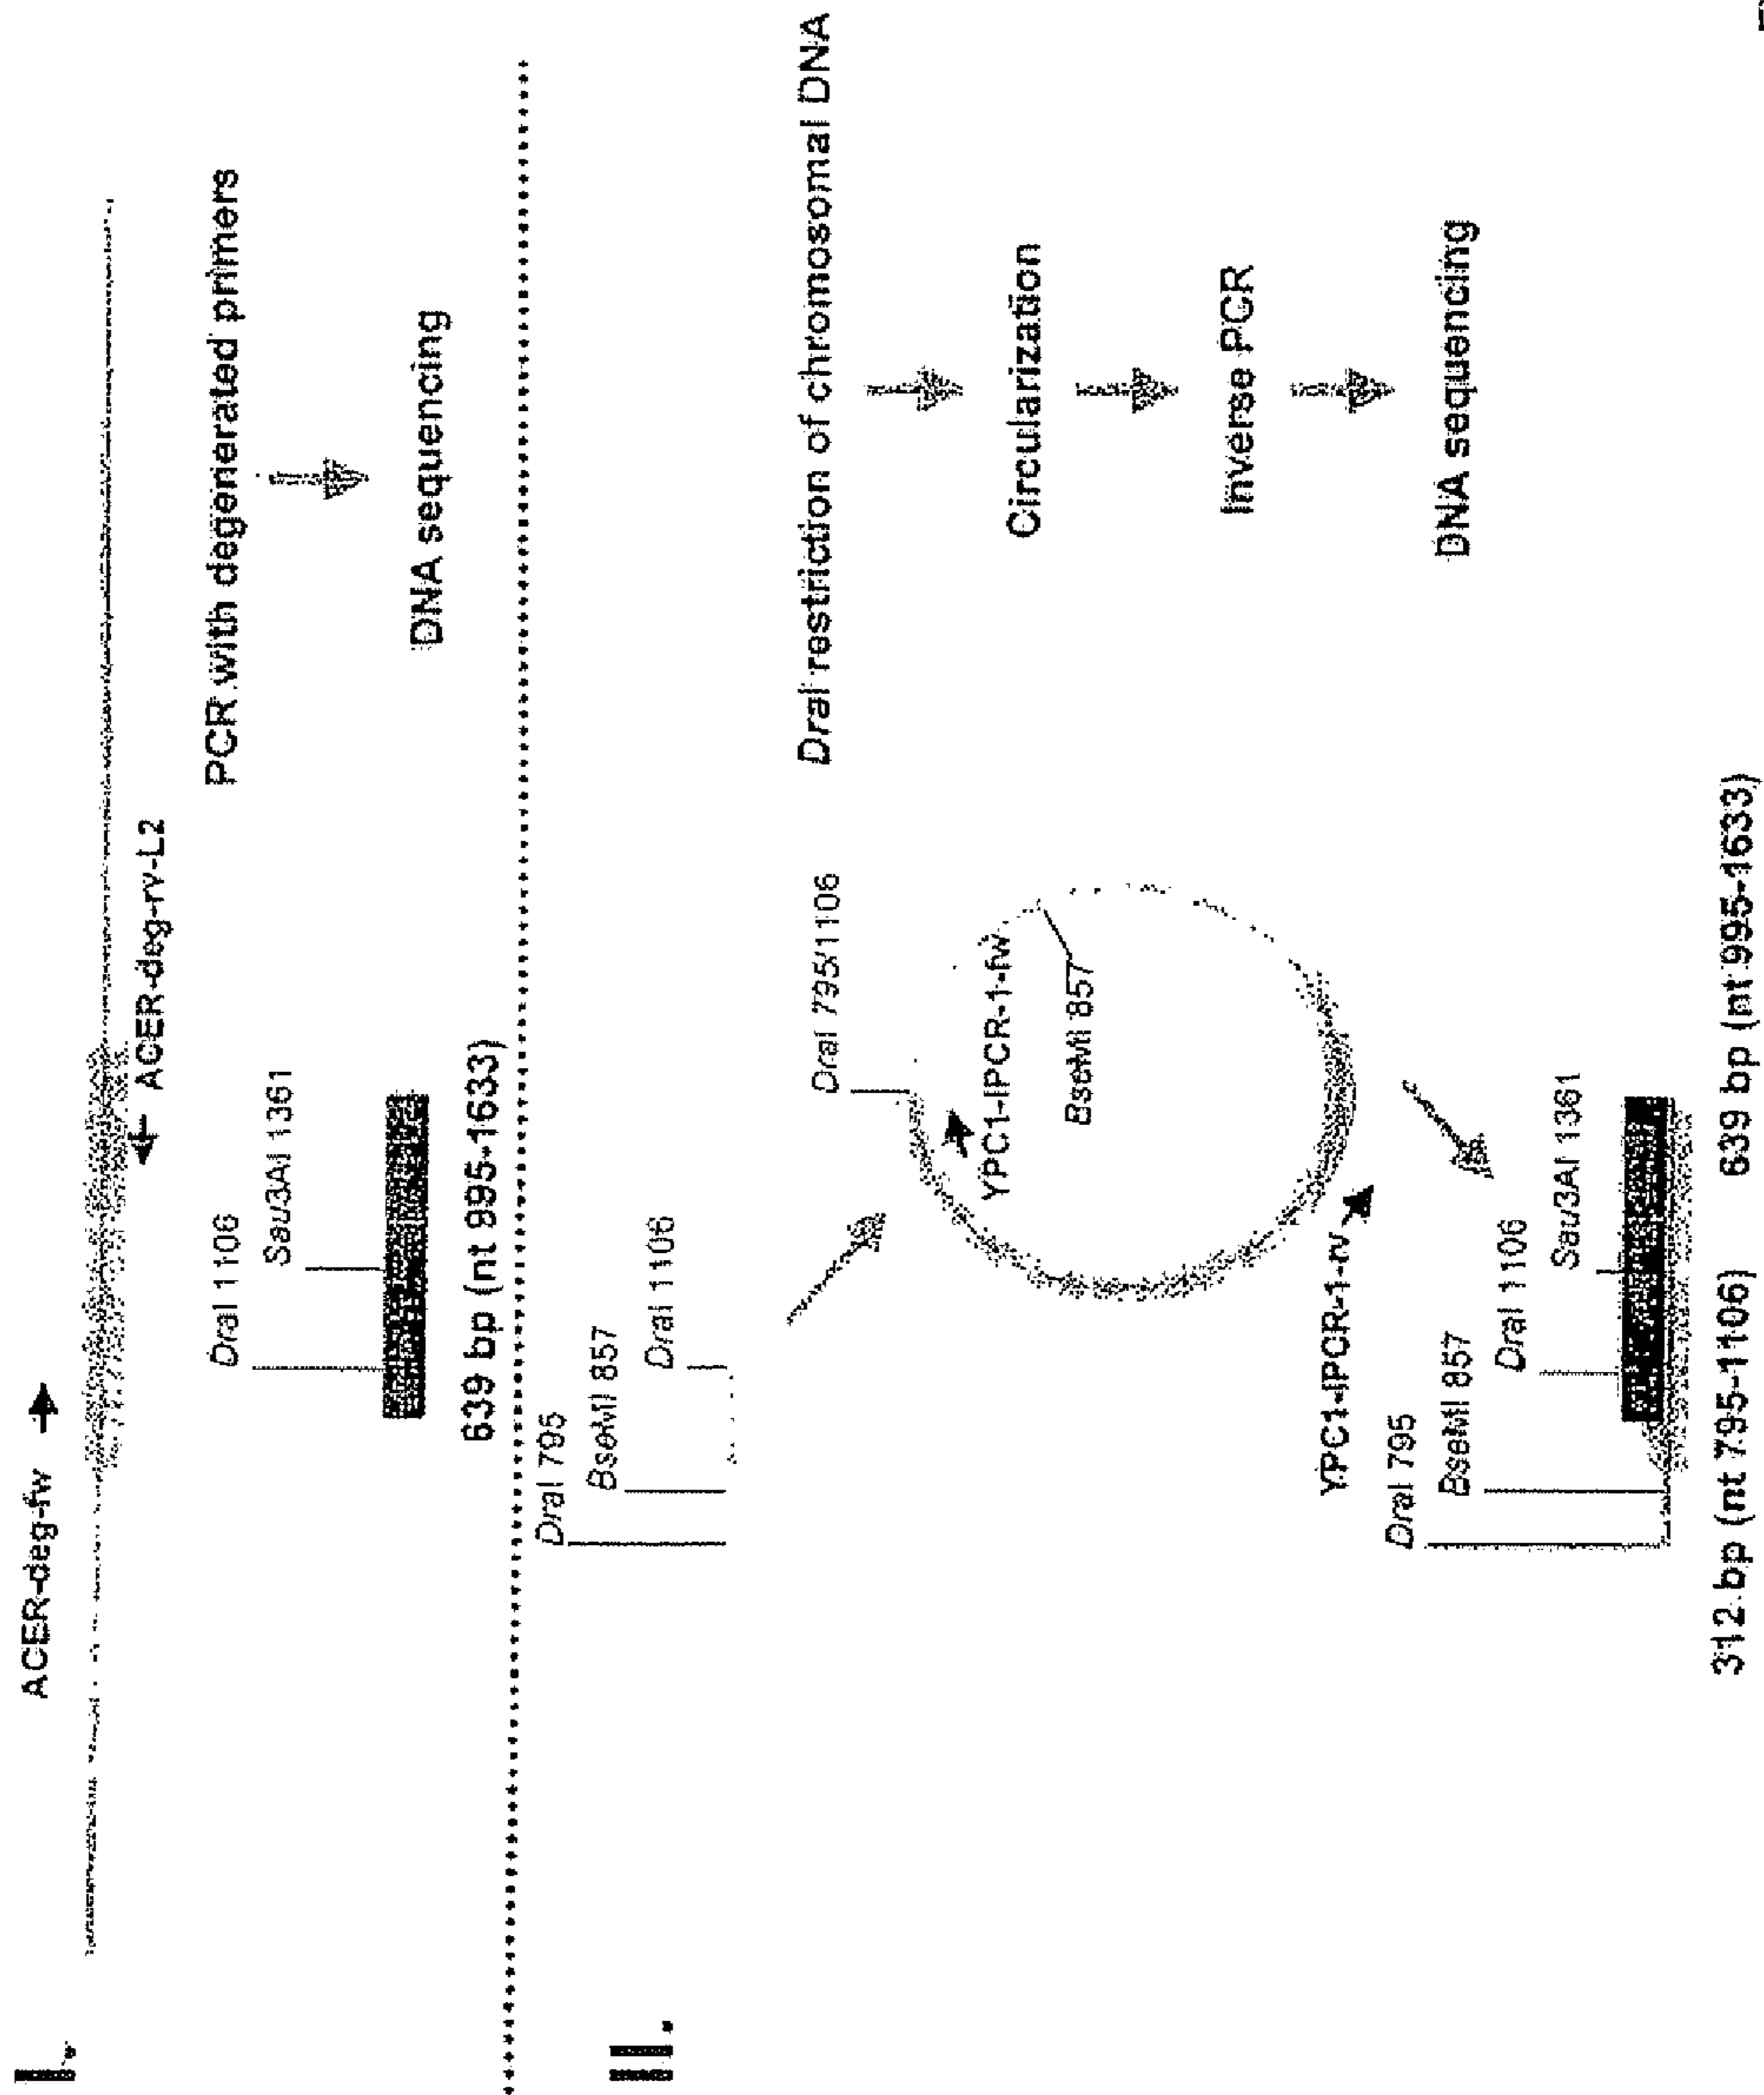 I.
ACER-deg-fw
ACER-deg-rv-L2
PCR with degenerated primers
DNA sequencing
DraI 1106
Sau3AI 1361
639 bp (nt 995-1633)
II.
DraI 795
BseMII 857
DraI 1106
DraI restriction of chromosomal DNA
DraI 795/1106
YPC1-IPCR-1-fw
BseMII 857
YPC1-IPCR-1-rv
Circularization
Inverse PCR
DNA sequencing
DraI 795
BseMII 857
DraI 1106
Sau3AI 1361
312 bp (nt 795-1106) 639 bp (nt 995-1633)